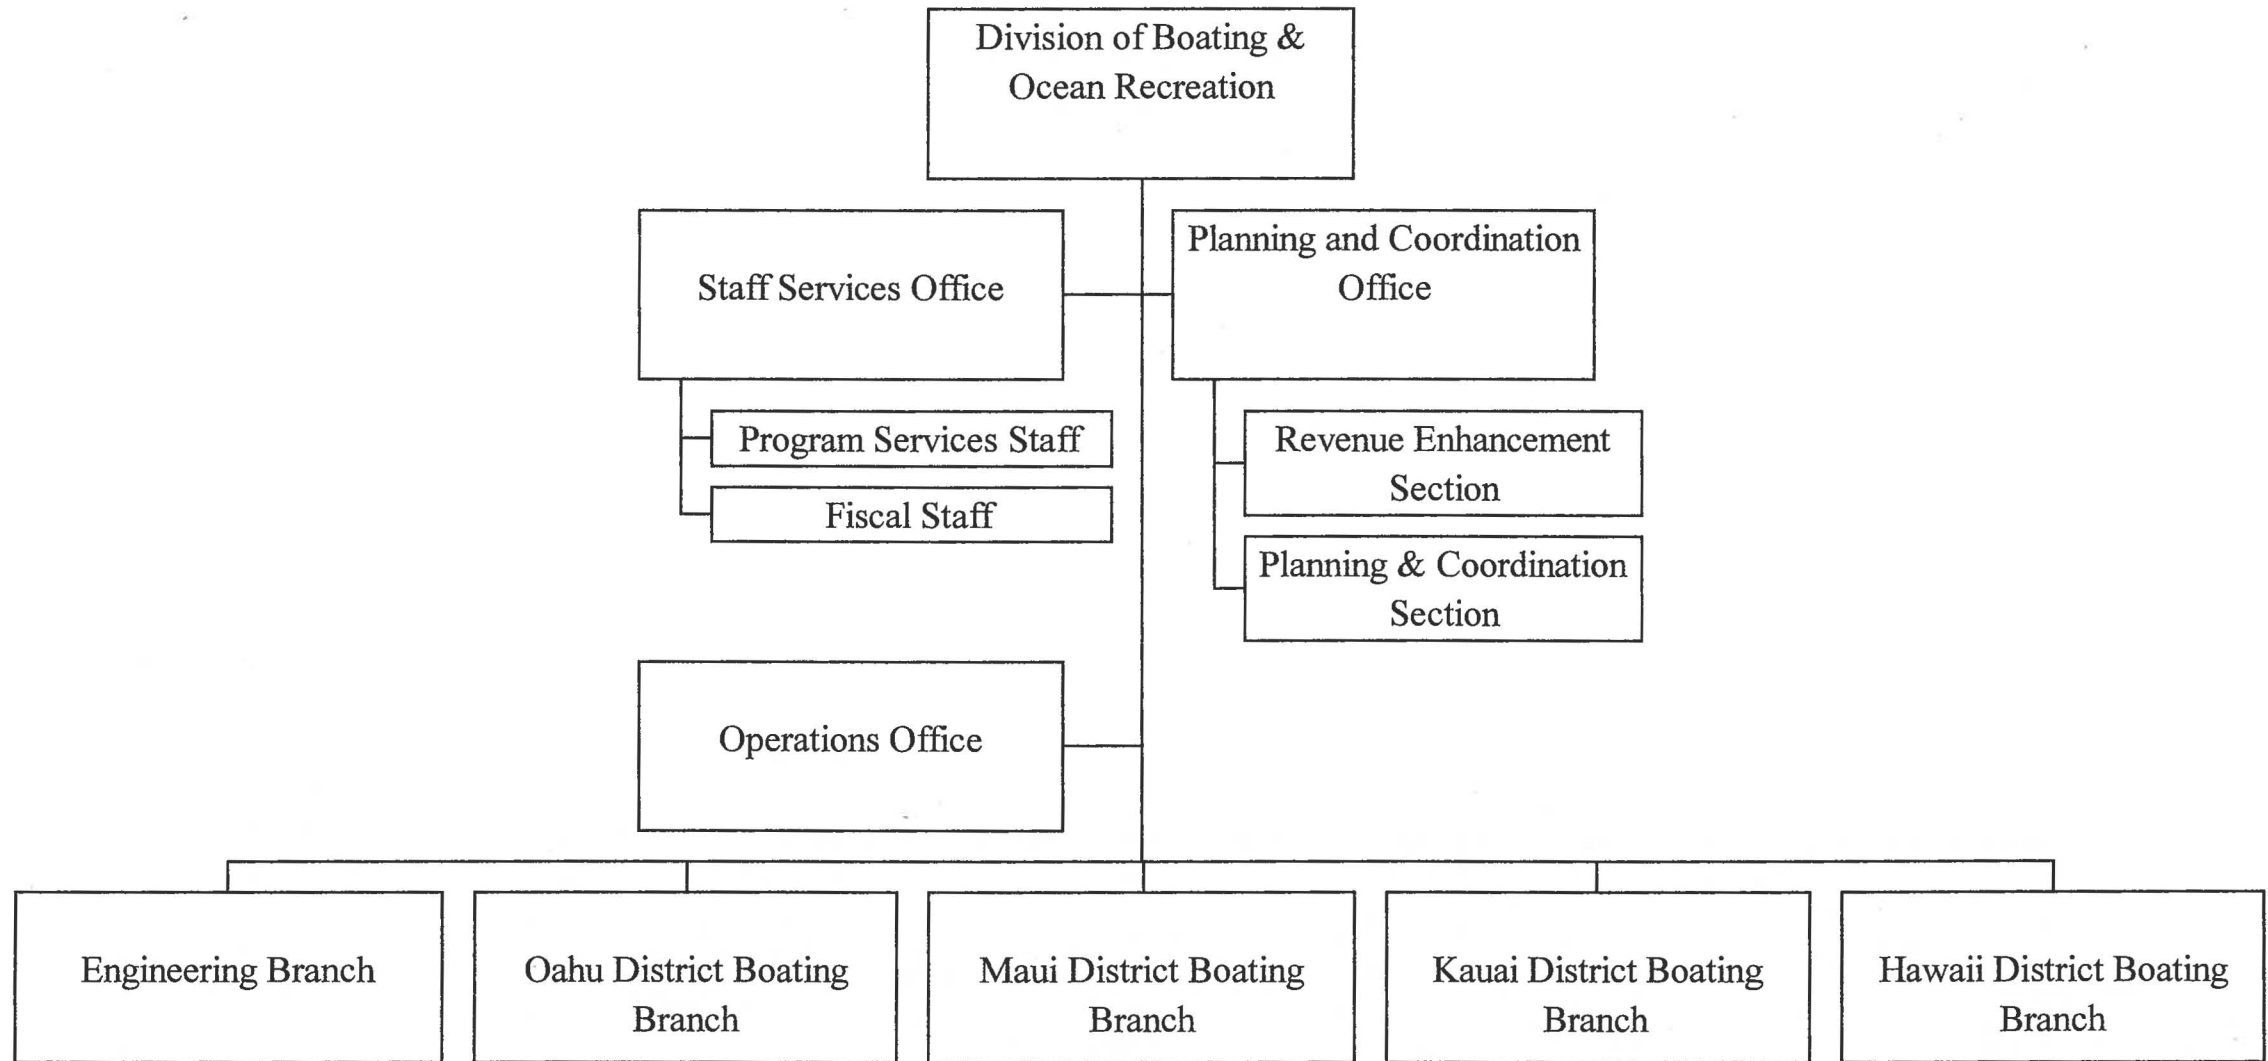 Division of Boating &
Ocean Recreation
Staff Services Office
Planning and Coordination
Office
Program Services Staff
Fiscal Staff
Revenue Enhancement
Section
Planning & Coordination
Section
Operations Office
Engineering Branch
Oahu District Boating
Branch
Maui District Boating
Branch
Kauai District Boating
Branch
Hawaii District Boating
Branch